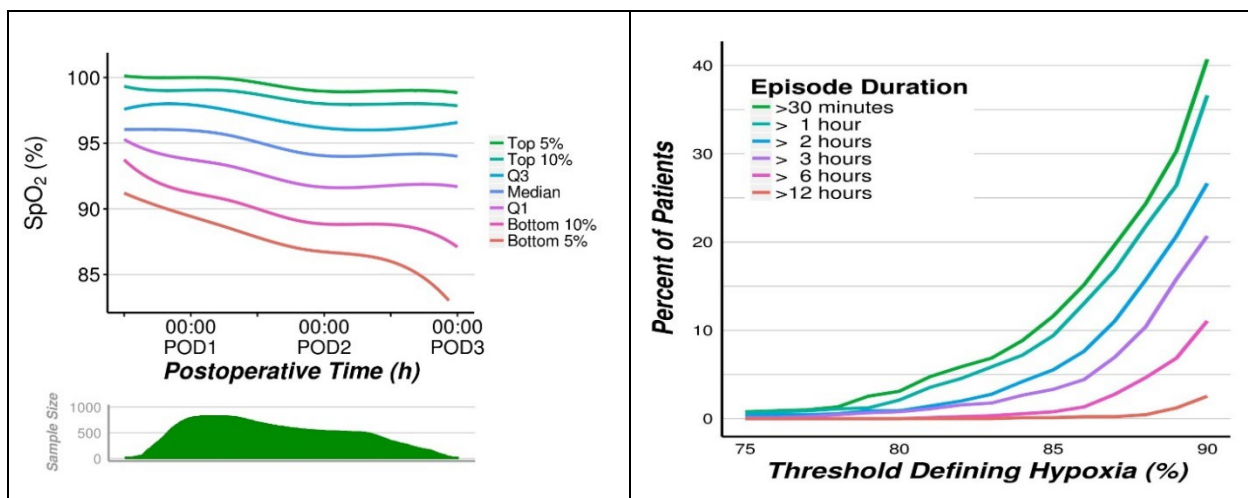 100
95
90
85
SpO₂ (%)
Top 5%
Top 10%
Q3
Median
Q1
Bottom 10%
Bottom 5%
00:00 00:00 00:00
POD1 POD2 POD3
Postoperative Time (h)
Sample Size
1000
500
0
40
30
20
10
0
Percent of Patients
Episode Duration
>30 minutes
> 1 hour
> 2 hours
> 3 hours
> 6 hours
>12 hours
75 80 85 90
Threshold Defining Hypoxia (%)